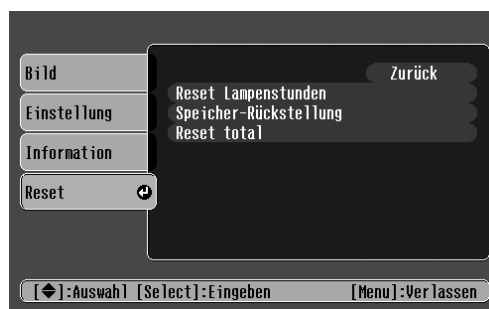 Bild
Einstellung
Information
Reset
Zurück
Reset Lampenstunden
Speicher-Rückstellung
Reset total
[◆]:Auswahl [Select]:Eingeben [Menu]:Verlassen